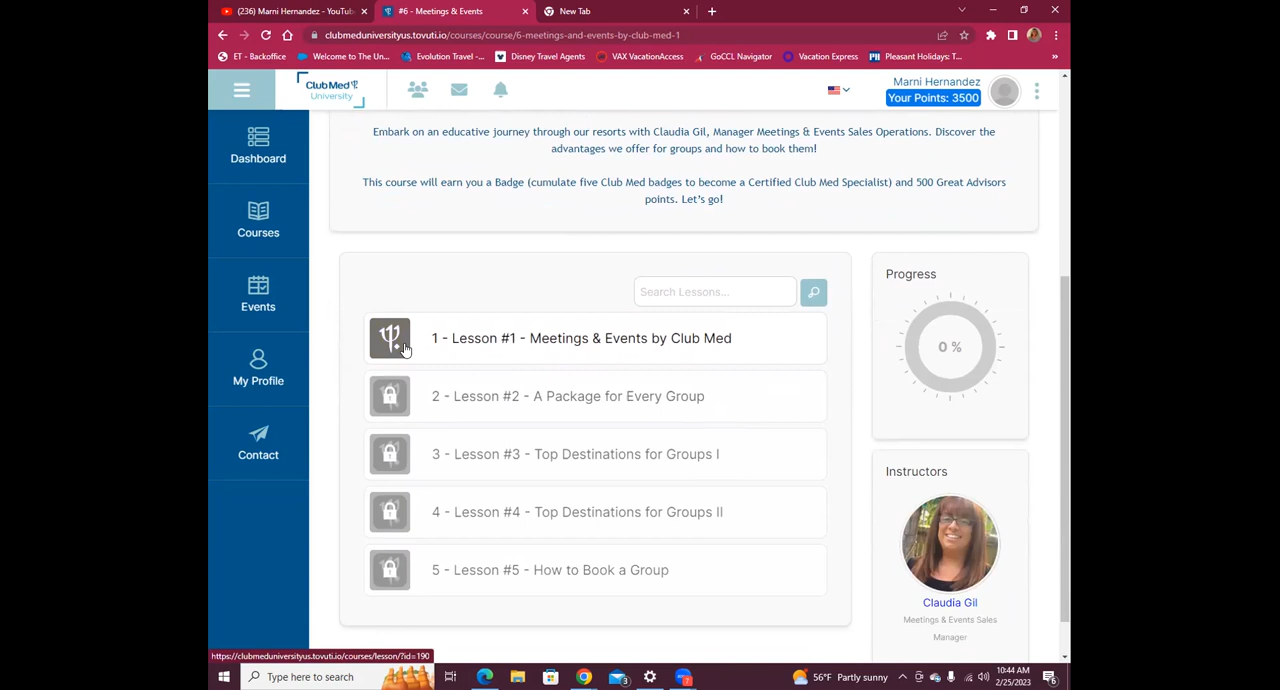 (236) Marni Hernandez - YouTub
#6 - Meetings & Events
New Tab
clubmeduniversityus.tovuti.io/courses/course/6-meetings-and-events-by-club-med-1
ET - Backoffice
Welcome to The Un...
Evolution Travel -...
Disney Travel Agents
VAX VacationAccess
GoCCL Navigator
Vacation Express
Pleasant Holidays: T...
Club Med
University
Marni Hernandez
Your Points: 3500
Dashboard
Courses
Events
My Profile
Contact
Embark on an educative journey through our resorts with Claudia Gil, Manager Meetings & Events Sales Operations. Discover the
advantages we offer for groups and how to book them!
This course will earn you a Badge (cumulate five Club Med badges to become a Certified Club Med Specialist) and 500 Great Advisors
points. Let's go!
Search Lessons...
1 - Lesson #1 - Meetings & Events by Club Med
2 - Lesson #2 - A Package for Every Group
3 - Lesson #3 - Top Destinations for Groups I
4 - Lesson #4 - Top Destinations for Groups II
5 - Lesson #5 - How to Book a Group
Progress
0 %
Instructors
Claudia Gil
Meetings & Events Sales
Manager
https://clubmeduniversityus.tovuti.io/courses/lesson/?id=190
Type here to search
56°F Partly sunny
10:44 AM
2/25/2023